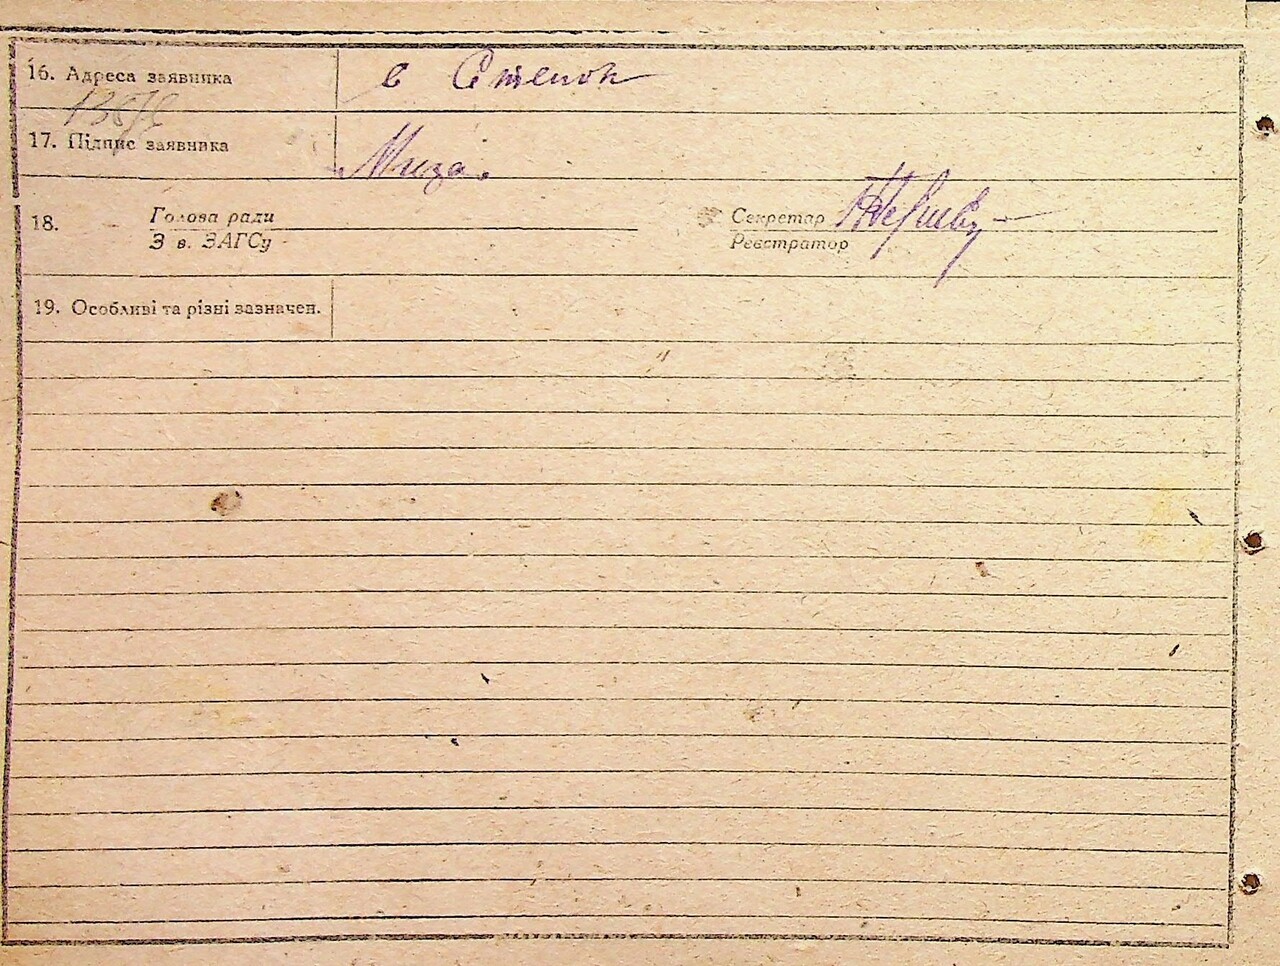 16. Адреса заявника с Степок
17. Підпис заявника Миза.
18. Голова ради Секретар
З в. ЗАГСу Реєстратор
19. Особливі та різні зазначен.